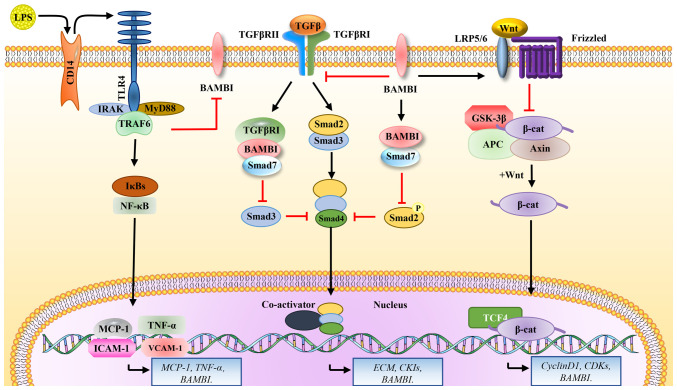 LPS
CD14
TLR4
IRAK
MyD88
TRAF6
IκBs
NF-κB
BAMBI
TGFβRII
TGFβ
TGFβRI
TGFβRI
BAMBI
Smad7
Smad3
Smad2
Smad3
Smad4
BAMBI
BAMBI
Smad7
P
Smad2
LRP5/6
Wnt
Frizzled
GSK-3β
β-cat
APC
Axin
+Wnt
β-cat
Co-activator
Nucleus
MCP-1
TNF-α
ICAM-1
VCAM-1
MCP-1, TNF-α,
BAMBI.
ECM, CKIs,
BAMBI.
TCF4
β-cat
CyclinD1, CDKs,
BAMBI.